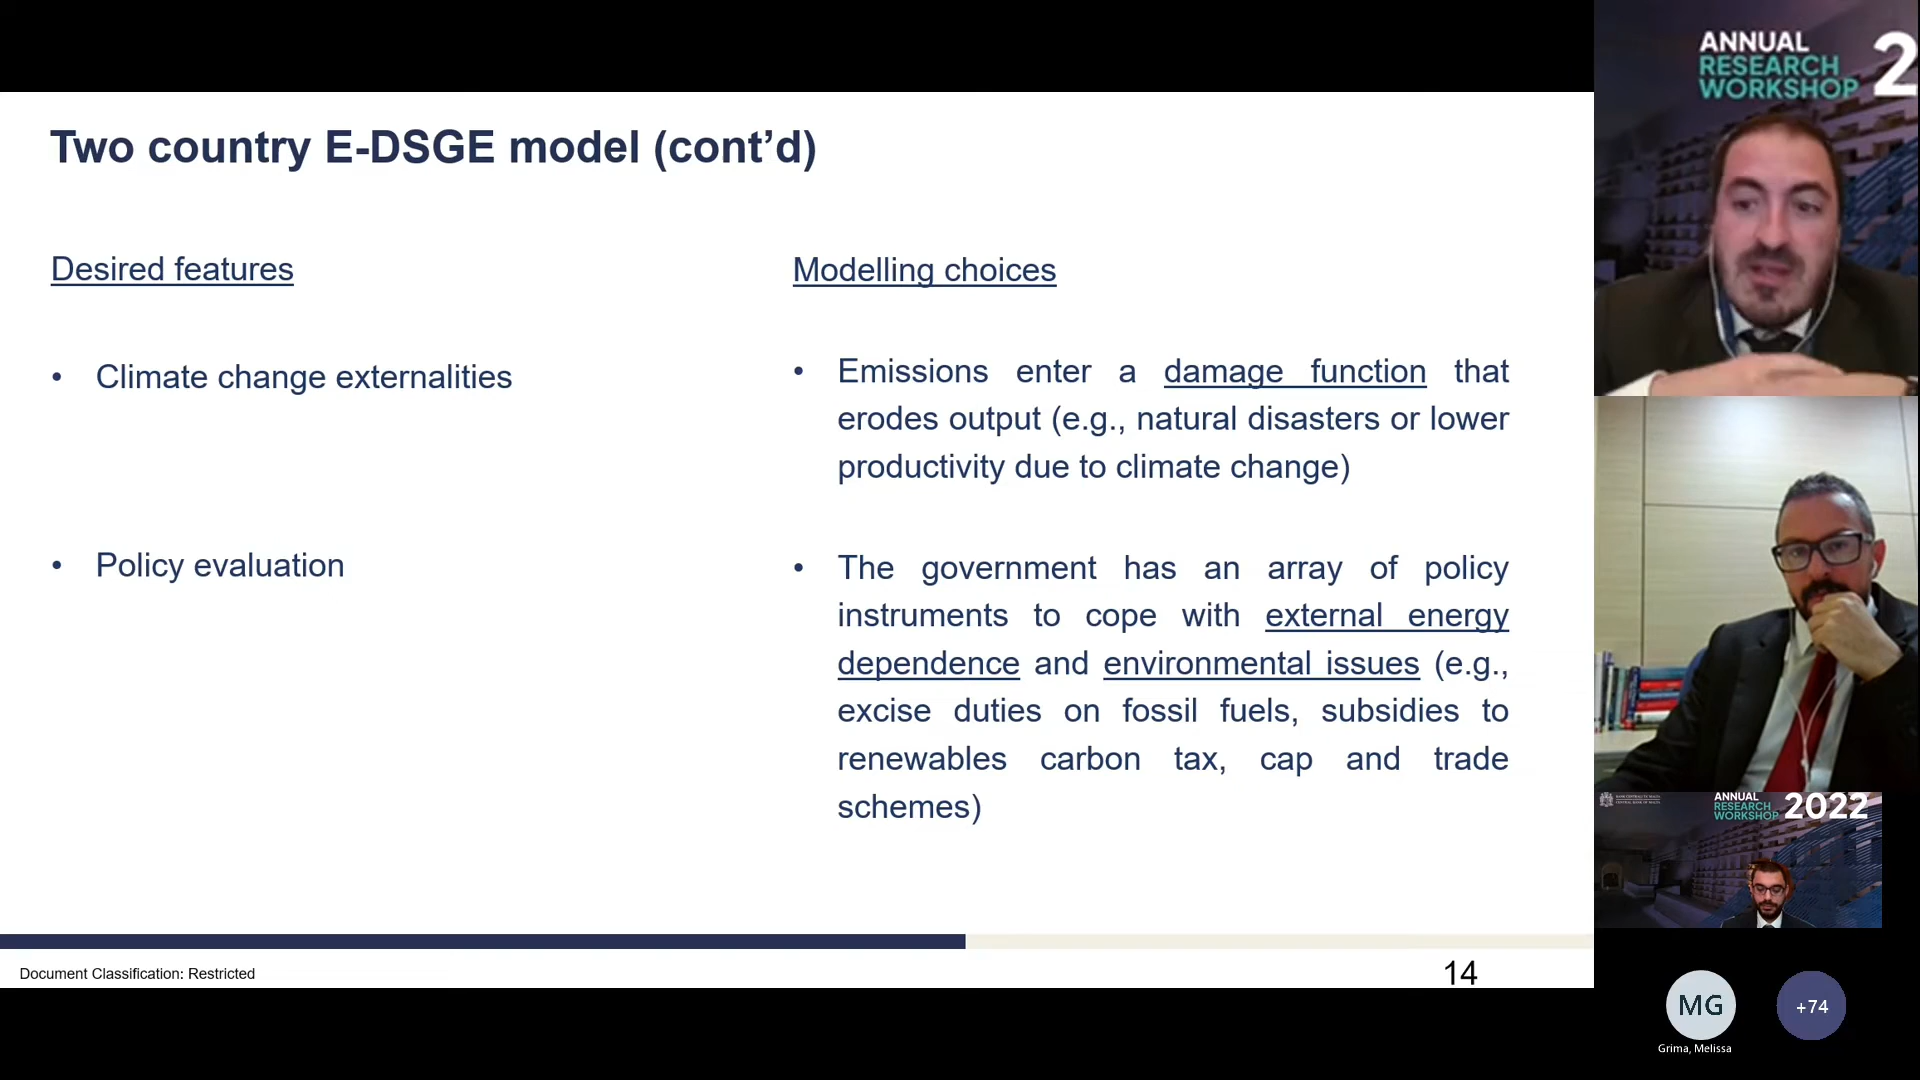 Two country E-DSGE model (cont’d)
Desired features
• Climate change externalities
• Policy evaluation
Modelling choices
• Emissions enter a damage function that
erodes output (e.g., natural disasters or lower
productivity due to climate change)
• The government has an array of policy
instruments to cope with external energy
dependence and environmental issues (e.g.,
excise duties on fossil fuels, subsidies to
renewables carbon tax, cap and trade
schemes)
Document Classification: Restricted
14
ANNUAL
RESEARCH
WORKSHOP 2
ANNUAL
RESEARCH
WORKSHOP 2022
MG
+74
Grima, Melissa